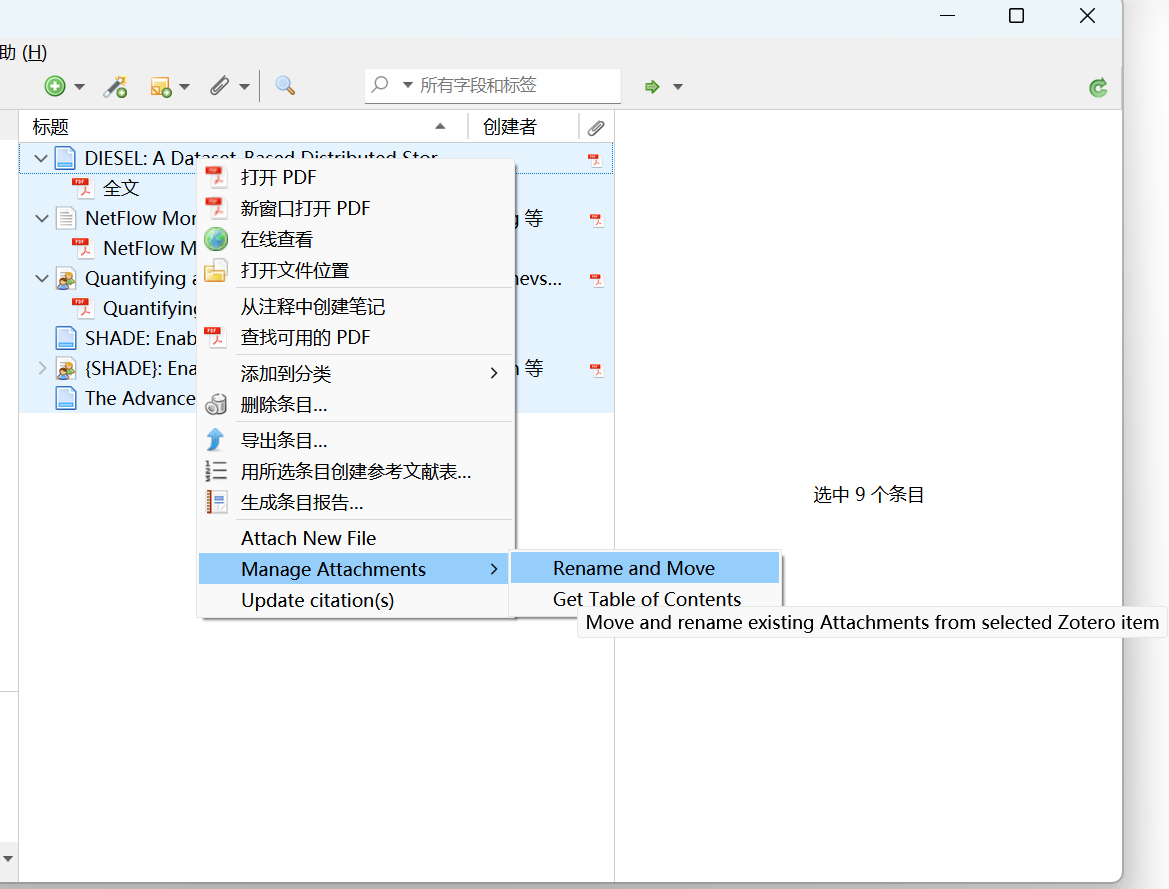 助 (H)
所有字段和标签
标题 创建者
DIESEL: A Dataset-Based Distributed Stor
全文
NetFlow Mor 等
NetFlow M
Quantifying a nevs...
Quantifying
SHADE: Enab
{SHADE}: Ena 等
The Advance
打开 PDF
新窗口打开 PDF
在线查看
打开文件位置
从注释中创建笔记
查找可用的 PDF
添加到分类
删除条目...
导出条目...
用所选条目创建参考文献表...
生成条目报告...
Attach New File
Manage Attachments
Update citation(s)
Rename and Move
Get Table of Contents
Move and rename existing Attachments from selected Zotero item
选中 9 个条目